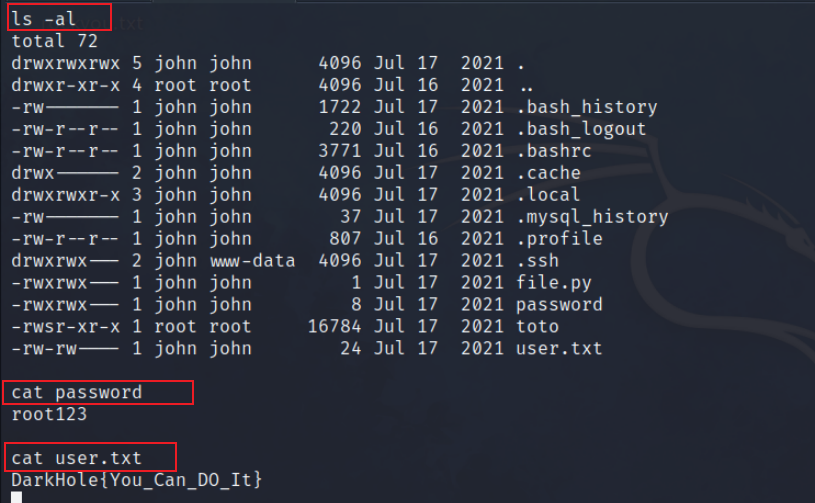 ls -al
total 72
drwxrwxrwx 5 john john 4096 Jul 17 2021 .
drwxr-xr-x 4 root root 4096 Jul 16 2021 ..
-rw------- 1 john john 1722 Jul 17 2021 .bash_history
-rw-r--r-- 1 john john 220 Jul 16 2021 .bash_logout
-rw-r--r-- 1 john john 3771 Jul 16 2021 .bashrc
drwx------ 2 john john 4096 Jul 17 2021 .cache
drwxrwxr-x 3 john john 4096 Jul 17 2021 .local
-rw------- 1 john john 37 Jul 17 2021 .mysql_history
-rw-r--r-- 1 john john 807 Jul 16 2021 .profile
drwxrwx--- 2 john www-data 4096 Jul 17 2021 .ssh
-rwxrwx--- 1 john john 1 Jul 17 2021 file.py
-rwxrwx--- 1 john john 8 Jul 17 2021 password
-rwsr-xr-x 1 root root 16784 Jul 17 2021 toto
-rw-rw---- 1 john john 24 Jul 17 2021 user.txt
cat password
root123
cat user.txt
DarkHole{You_Can_DO_It}